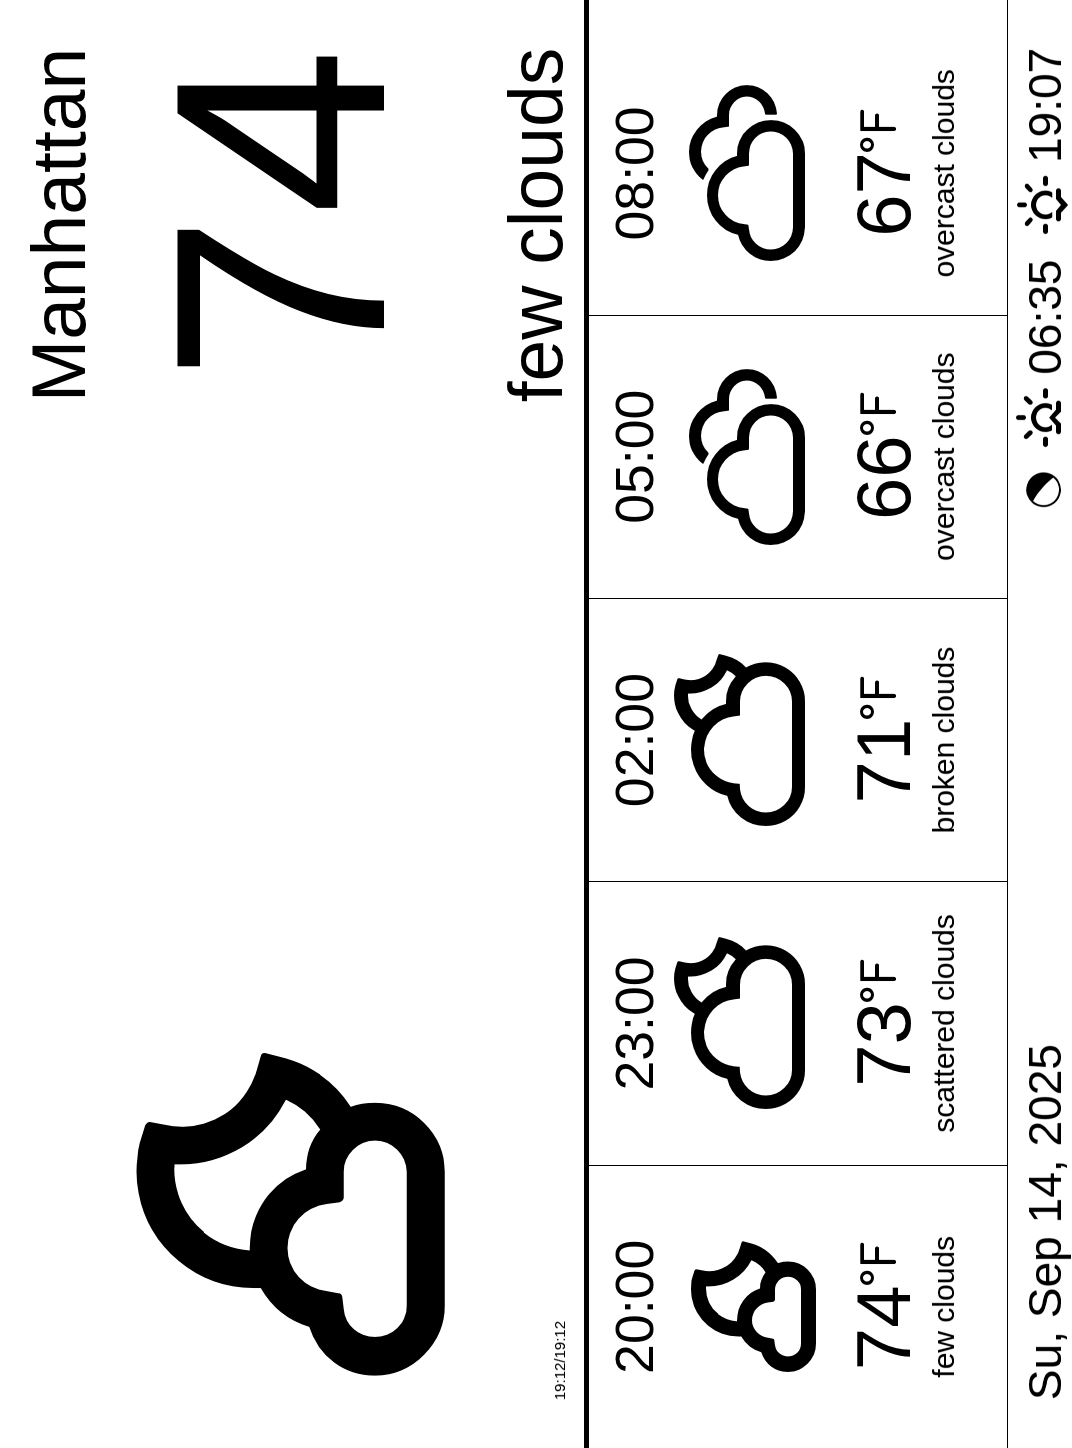 Manhattan
74
few clouds
19:12/19:12
20:00
74°F
few clouds
23:00
73°F
scattered clouds
02:00
71°F
broken clouds
05:00
66°F
overcast clouds
08:00
67°F
overcast clouds
Su, Sep 14, 2025
06:35
19:07